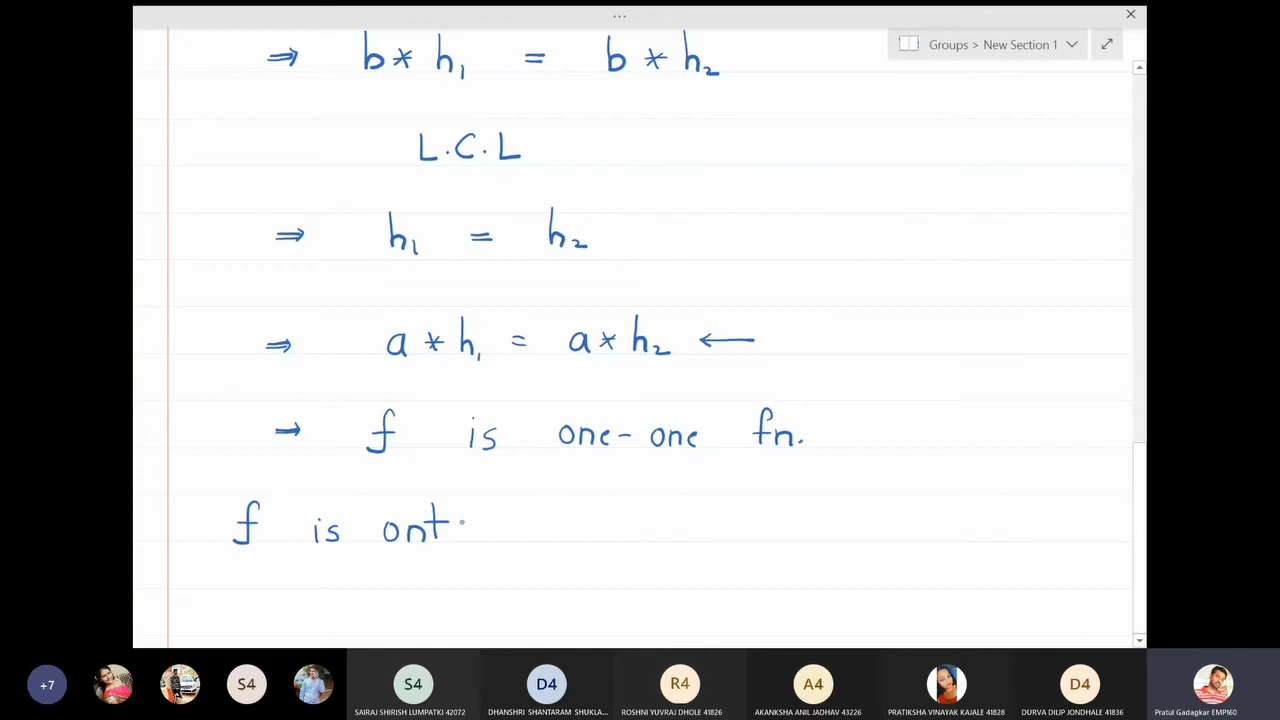 ...
Groups > New Section 1
⇒ b * h₁ = b * h₂
L.C.L
⇒ h₁ = h₂
⇒ a * h₁ = a * h₂ ←
→ f is one-one fn.
f is ont
+7
S4
S4
D4
R4
A4
D4
SAIRAJ SHIRISH LUMPATKI 42072
DHANSHRI SHANTARAM SHUKLA...
ROSHNI YUVRAJ DHOLE 41826
AKANKSHA ANIL JADHAV 43226
PRATIKSHA VINAYAK KAJALE 41828
DURVA DILIP JONDHALE 41836
Pratul Gadagkar EMP160